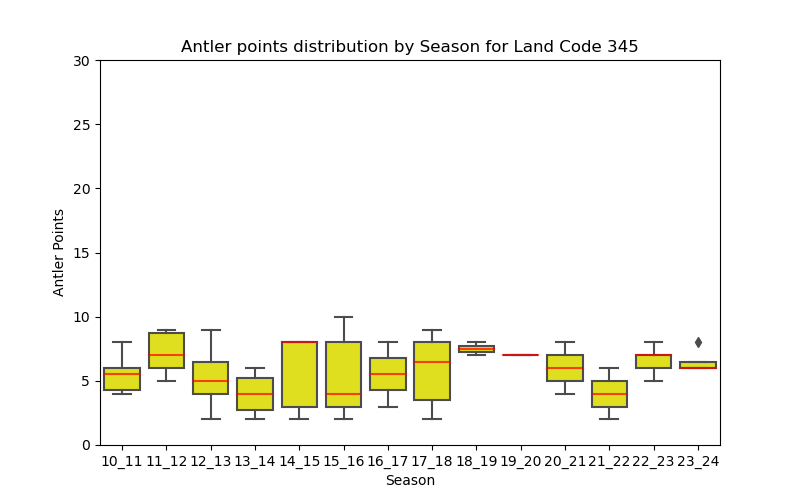 Antler points distribution by Season for Land Code 345
Antler Points
30
25
20
15
10
5
0
10_11 11_12 12_13 13_14 14_15 15_16 16_17 17_18 18_19 19_20 20_21 21_22 22_23 23_24
Season